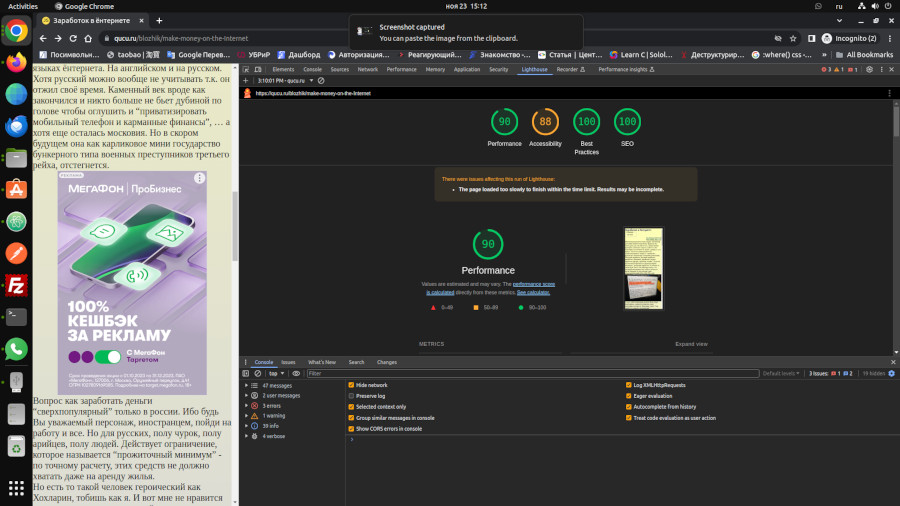 Activities
Google Chrome
ноя 23 15:12
ru
Заработок в ёнтернете
Screenshot captured
You can paste the image from the clipboard.
qucu.ru/blozhik/make-money-on-the-internet
Incognito (2)
Посимвольн...
taobao | 淘寶
Google Перев...
УБРиР
Дашборд
Авторизация...
Реагирующий...
Знакомство -...
Статьи | Цент...
Learn C | Solol...
Деструктурир...
:where() css -...
All Bookmarks
языках ёнтернета. На английском и на русском.
Хотя русский можно вообще не учитывать т.к. он
отжил своё время. Каменный век вроде как
закончился и никто больше не бьет дубиной по
голове чтобы оглушить и “приватизировать
мобильный телефон и карманные финансы”, … а
хотя еще осталась московия. Но в скором
будущем она как карликовое мини государство
бункерного типа военных преступников третьего
рейха, отстегнется.
РЕКЛАМА
МЕГАФОН | ПроБизнес
100%
КЕШБЭК
ЗА РЕКЛАМУ
С МегаФон
Таргетом
Вопрос как заработать деньги
“сверхпопулярный” только в россии. Ибо будь
Вы уважаемый персонаж, иностранцем, пойди на
работу и все. Но для русских, полу чурок, полу
арийцев, полу людей. Действует ограничение,
которое называется “прожиточный минимум” -
по точному расчету, этих средств не должно
хватать даже на аренду жилья.
Но есть то такой человек героический как
Хохларин, тобишь как я. И вот мне не нравится
Elements
Console
Sources
Network
Performance
Memory
Application
Security
Lighthouse
Recorder
Performance insights
3
1
1
3:10:01 PM - qucu.ru
https://qucu.ru/blozhik/make-money-on-the-internet
90
88
100
100
Performance
Accessibility
Best
Practices
SEO
There were issues affecting this run of Lighthouse:
The page loaded too slowly to finish within the time limit. Results may be incomplete.
90
Performance
Values are estimated and may vary. The performance score
is calculated directly from these metrics. See calculator.
0–49
50–89
90–100
METRICS
Expand view
Console
Issues
What's New
Search
Changes
top
Filter
Default levels
3 Issues:
1
2
19 hidden
47 messages
2 user messages
3 errors
1 warning
39 info
4 verbose
Hide network
Preserve log
Selected context only
Group similar messages in console
Show CORS errors in console
Log XMLHttpRequests
Eager evaluation
Autocomplete from history
Treat code evaluation as user action